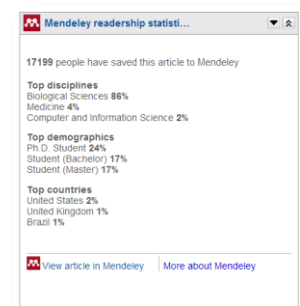 Mendeley readership statisti...
17199 people have saved this article to Mendeley
Top disciplines
Biological Sciences 86%
Medicine 4%
Computer and Information Science 2%
Top demographics
Ph.D. Student 24%
Student (Bachelor) 17%
Student (Master) 17%
Top countries
United States 2%
United Kingdom 1%
Brazil 1%
View article in Mendeley More about Mendeley